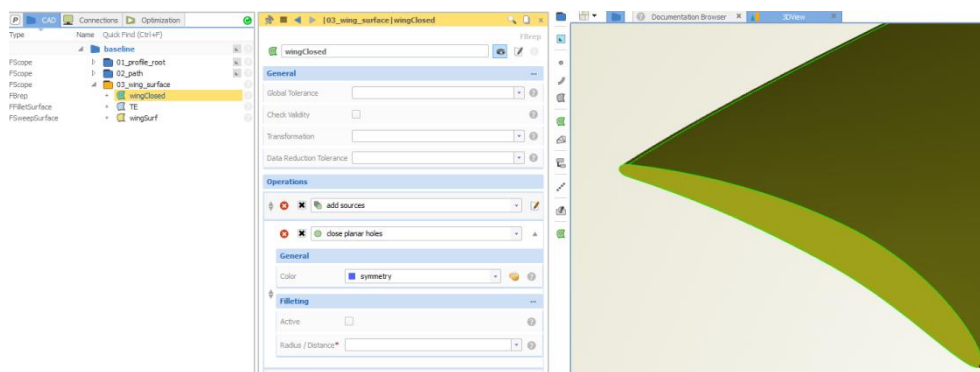 CAD Connections Optimization
Type Name Quick Find (Ctrl+F)
baseline
FScope 01_profile_root
FScope 02_path
FScope 03_wing_surface
FBrep wingClosed
FFilletSurface TE
FSweepSurface wingSurf
|03_wing_surface|wingClosed
FBrep
wingClosed
General
Global Tolerance
Check Validity
Transformation
Data Reduction Tolerance
Operations
add sources
close planar holes
General
Color symmetry
Filleting
Active
Radius / Distance*
Documentation Browser 3DView